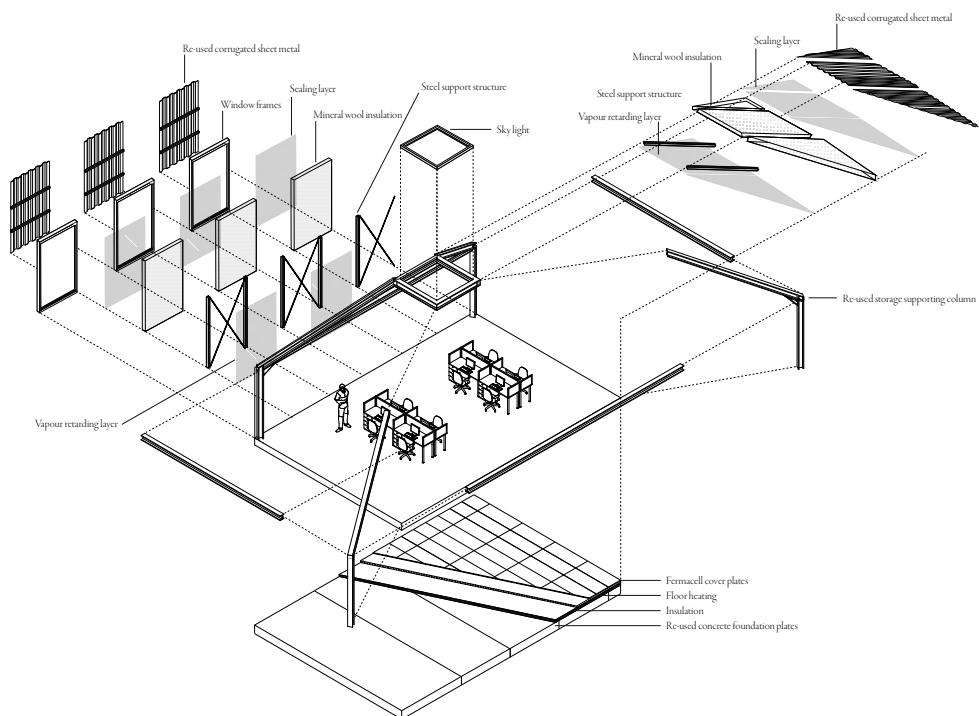 Re-used corrugated sheet metal
Re-used corrugated sheet metal
Sealing layer
Mineral wool insulation
Window frames
Sealing layer
Steel support structure
Mineral wool insulation
Steel support structure
Vapour retarding layer
Sky light
Re-used storage supporting column
Vapour retarding layer
Fermacell cover plates
Floor heating
Insulation
Re-used concrete foundation plates